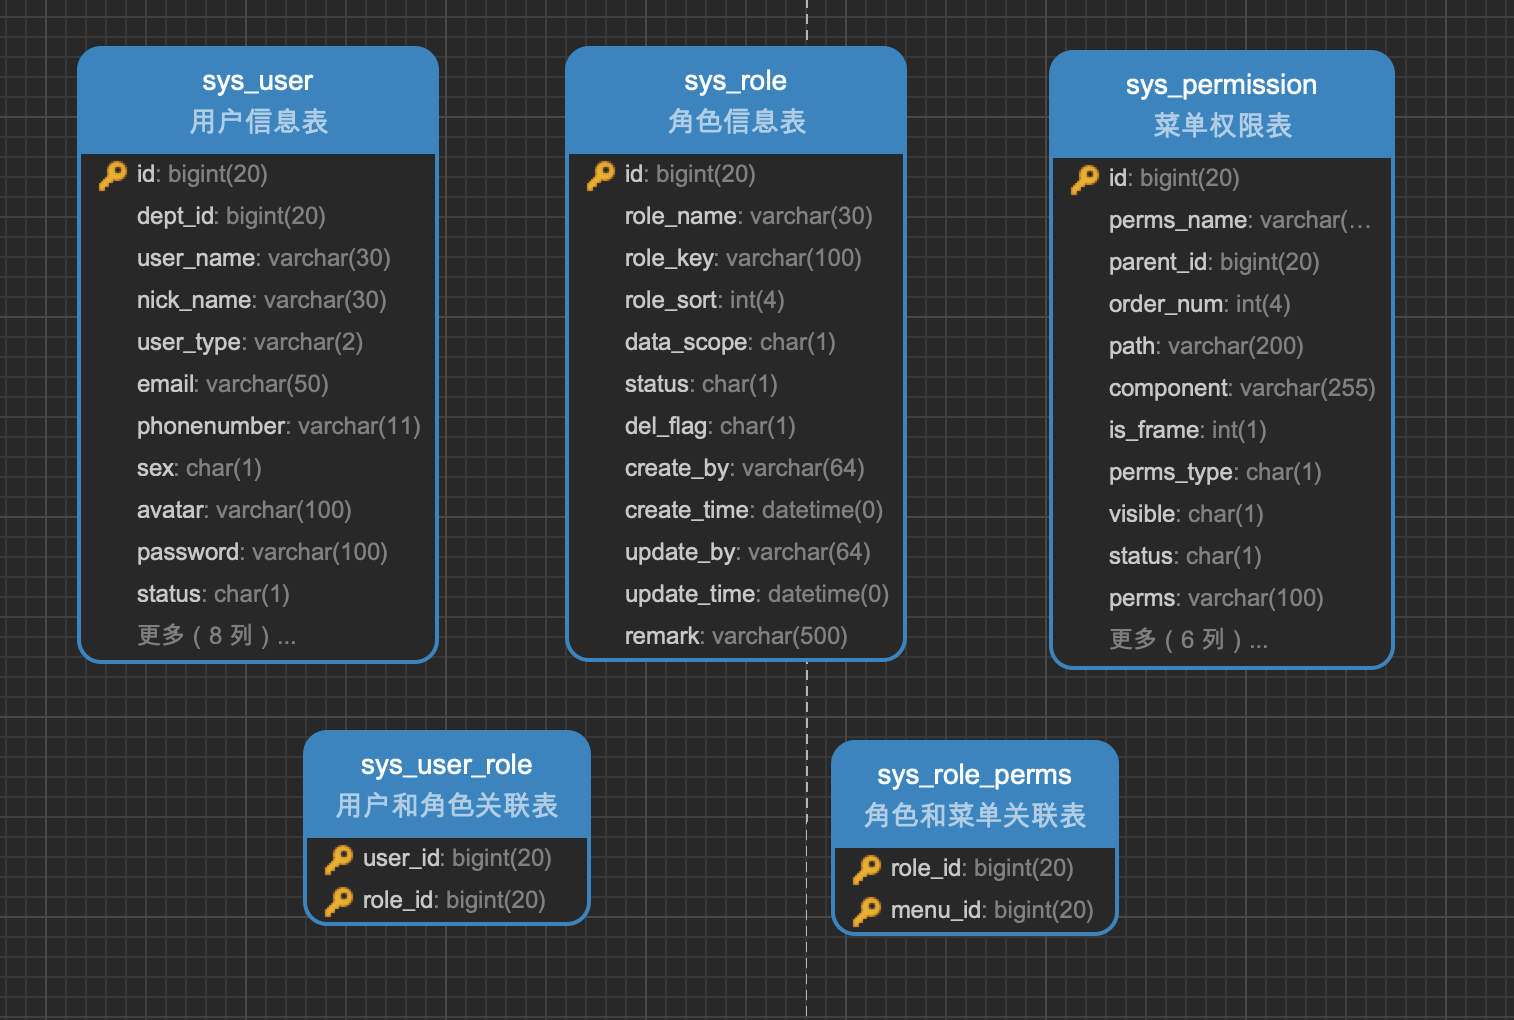 sys_user
用户信息表
id: bigint(20)
dept_id: bigint(20)
user_name: varchar(30)
nick_name: varchar(30)
user_type: varchar(2)
email: varchar(50)
phonenumber: varchar(11)
sex: char(1)
avatar: varchar(100)
password: varchar(100)
status: char(1)
更多 ( 8 列 ) ...
sys_role
角色信息表
id: bigint(20)
role_name: varchar(30)
role_key: varchar(100)
role_sort: int(4)
data_scope: char(1)
status: char(1)
del_flag: char(1)
create_by: varchar(64)
create_time: datetime(0)
update_by: varchar(64)
update_time: datetime(0)
remark: varchar(500)
sys_permission
菜单权限表
id: bigint(20)
perms_name: varchar(...
parent_id: bigint(20)
order_num: int(4)
path: varchar(200)
component: varchar(255)
is_frame: int(1)
perms_type: char(1)
visible: char(1)
status: char(1)
perms: varchar(100)
更多 ( 6 列 ) ...
sys_user_role
用户和角色关联表
user_id: bigint(20)
role_id: bigint(20)
sys_role_perms
角色和菜单关联表
role_id: bigint(20)
menu_id: bigint(20)